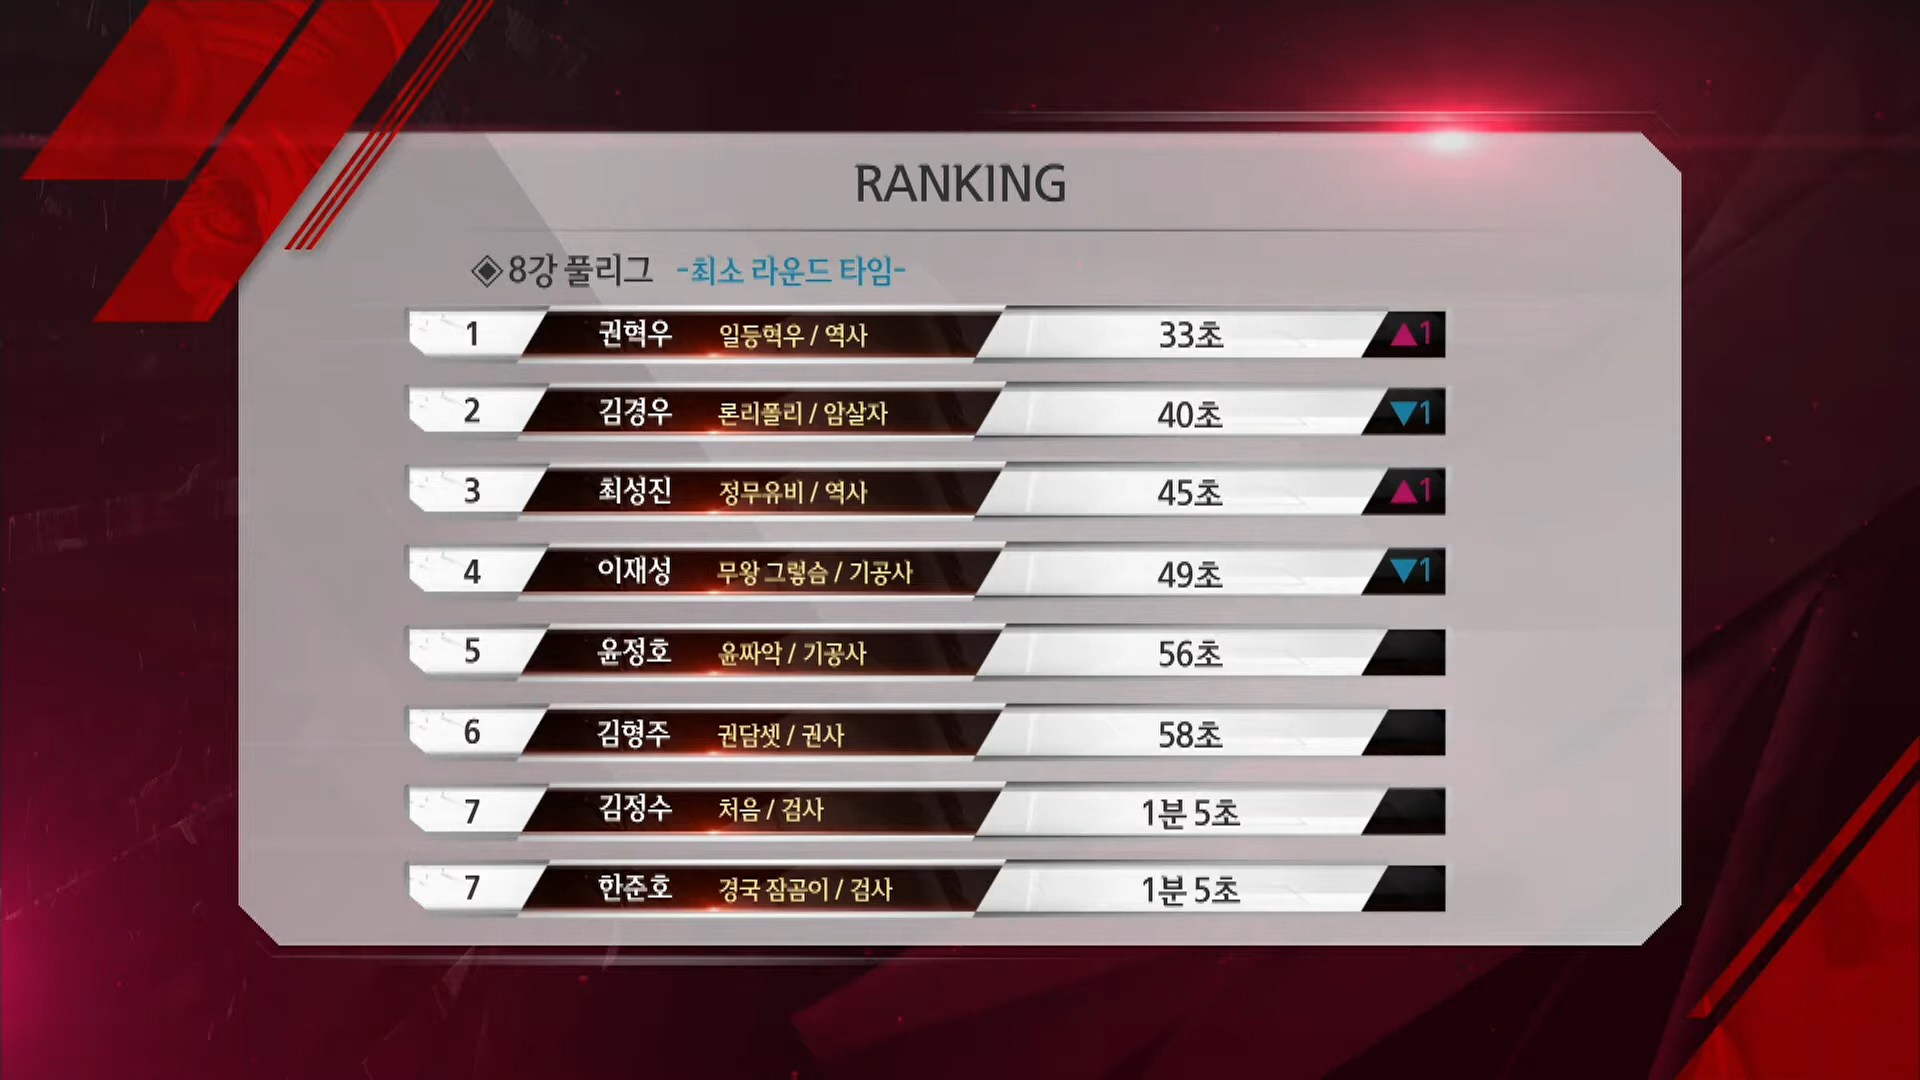 RANKING
◈8강 풀리그 -최소 라운드 타임-
1 권혁우 일등혁우 / 역사 33초 ▲1
2 김경우 론리폴리 / 암살자 40초 ▼1
3 최성진 정무유비 / 역사 45초 ▲1
4 이재성 무왕 그렇슴 / 기공사 49초 ▼1
5 윤정호 윤짜악 / 기공사 56초
6 김형주 권담셋 / 권사 58초
7 김정수 처음 / 검사 1분 5초
7 한준호 경국 잠곰이 / 검사 1분 5초